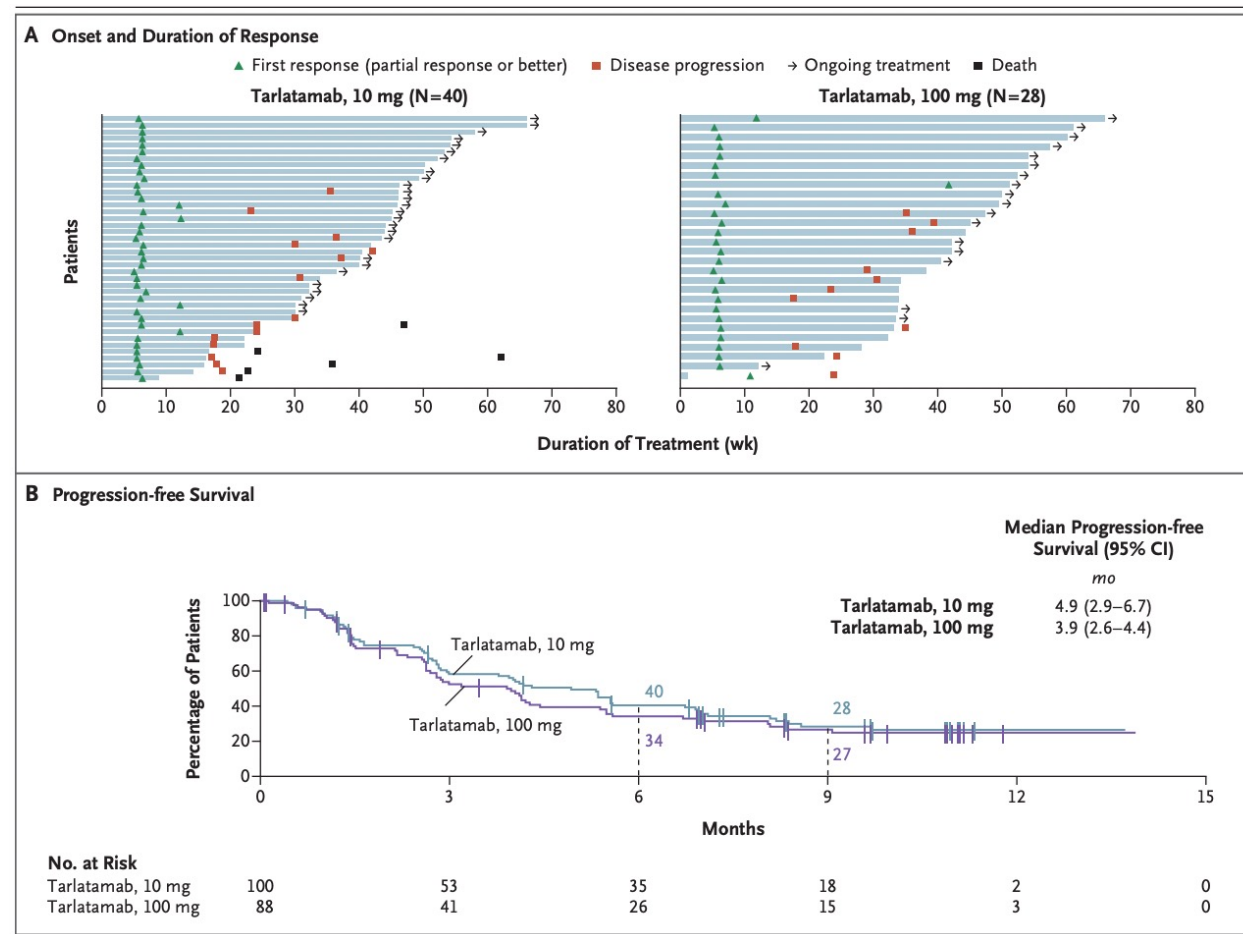 A Onset and Duration of Response
First response (partial response or better) Disease progression Ongoing treatment Death
Tarlatamab, 10 mg (N=40) Tarlatamab, 100 mg (N=28)
Patients
0 10 20 30 40 50 60 70 80 0 10 20 30 40 50 60 70 80
Duration of Treatment (wk)
B Progression-free Survival
Median Progression-free
Survival (95% CI)
mo
Tarlatamab, 10 mg 4.9 (2.9–6.7)
Tarlatamab, 100 mg 3.9 (2.6–4.4)
Percentage of Patients
100
80
60
40
20
0
Tarlatamab, 10 mg
Tarlatamab, 100 mg
40
34
28
27
0 3 6 9 12 15
Months
No. at Risk
Tarlatamab, 10 mg 100 53 35 18 2 0
Tarlatamab, 100 mg 88 41 26 15 3 0